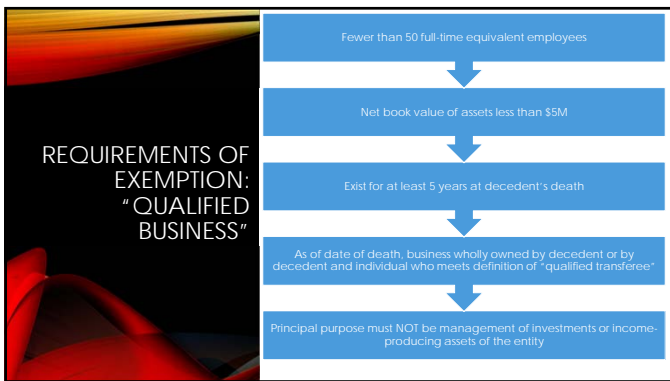 REQUIREMENTS OF
EXEMPTION:
"QUALIFIED
BUSINESS"
Fewer than 50 full-time equivalent employees
Net book value of assets less than $5M
Exist for at least 5 years at decedent's death
As of date of death, business wholly owned by decedent or by
decedent and individual who meets definition of "qualified transferee"
Principal purpose must NOT be management of investments or income-
producing assets of the entity